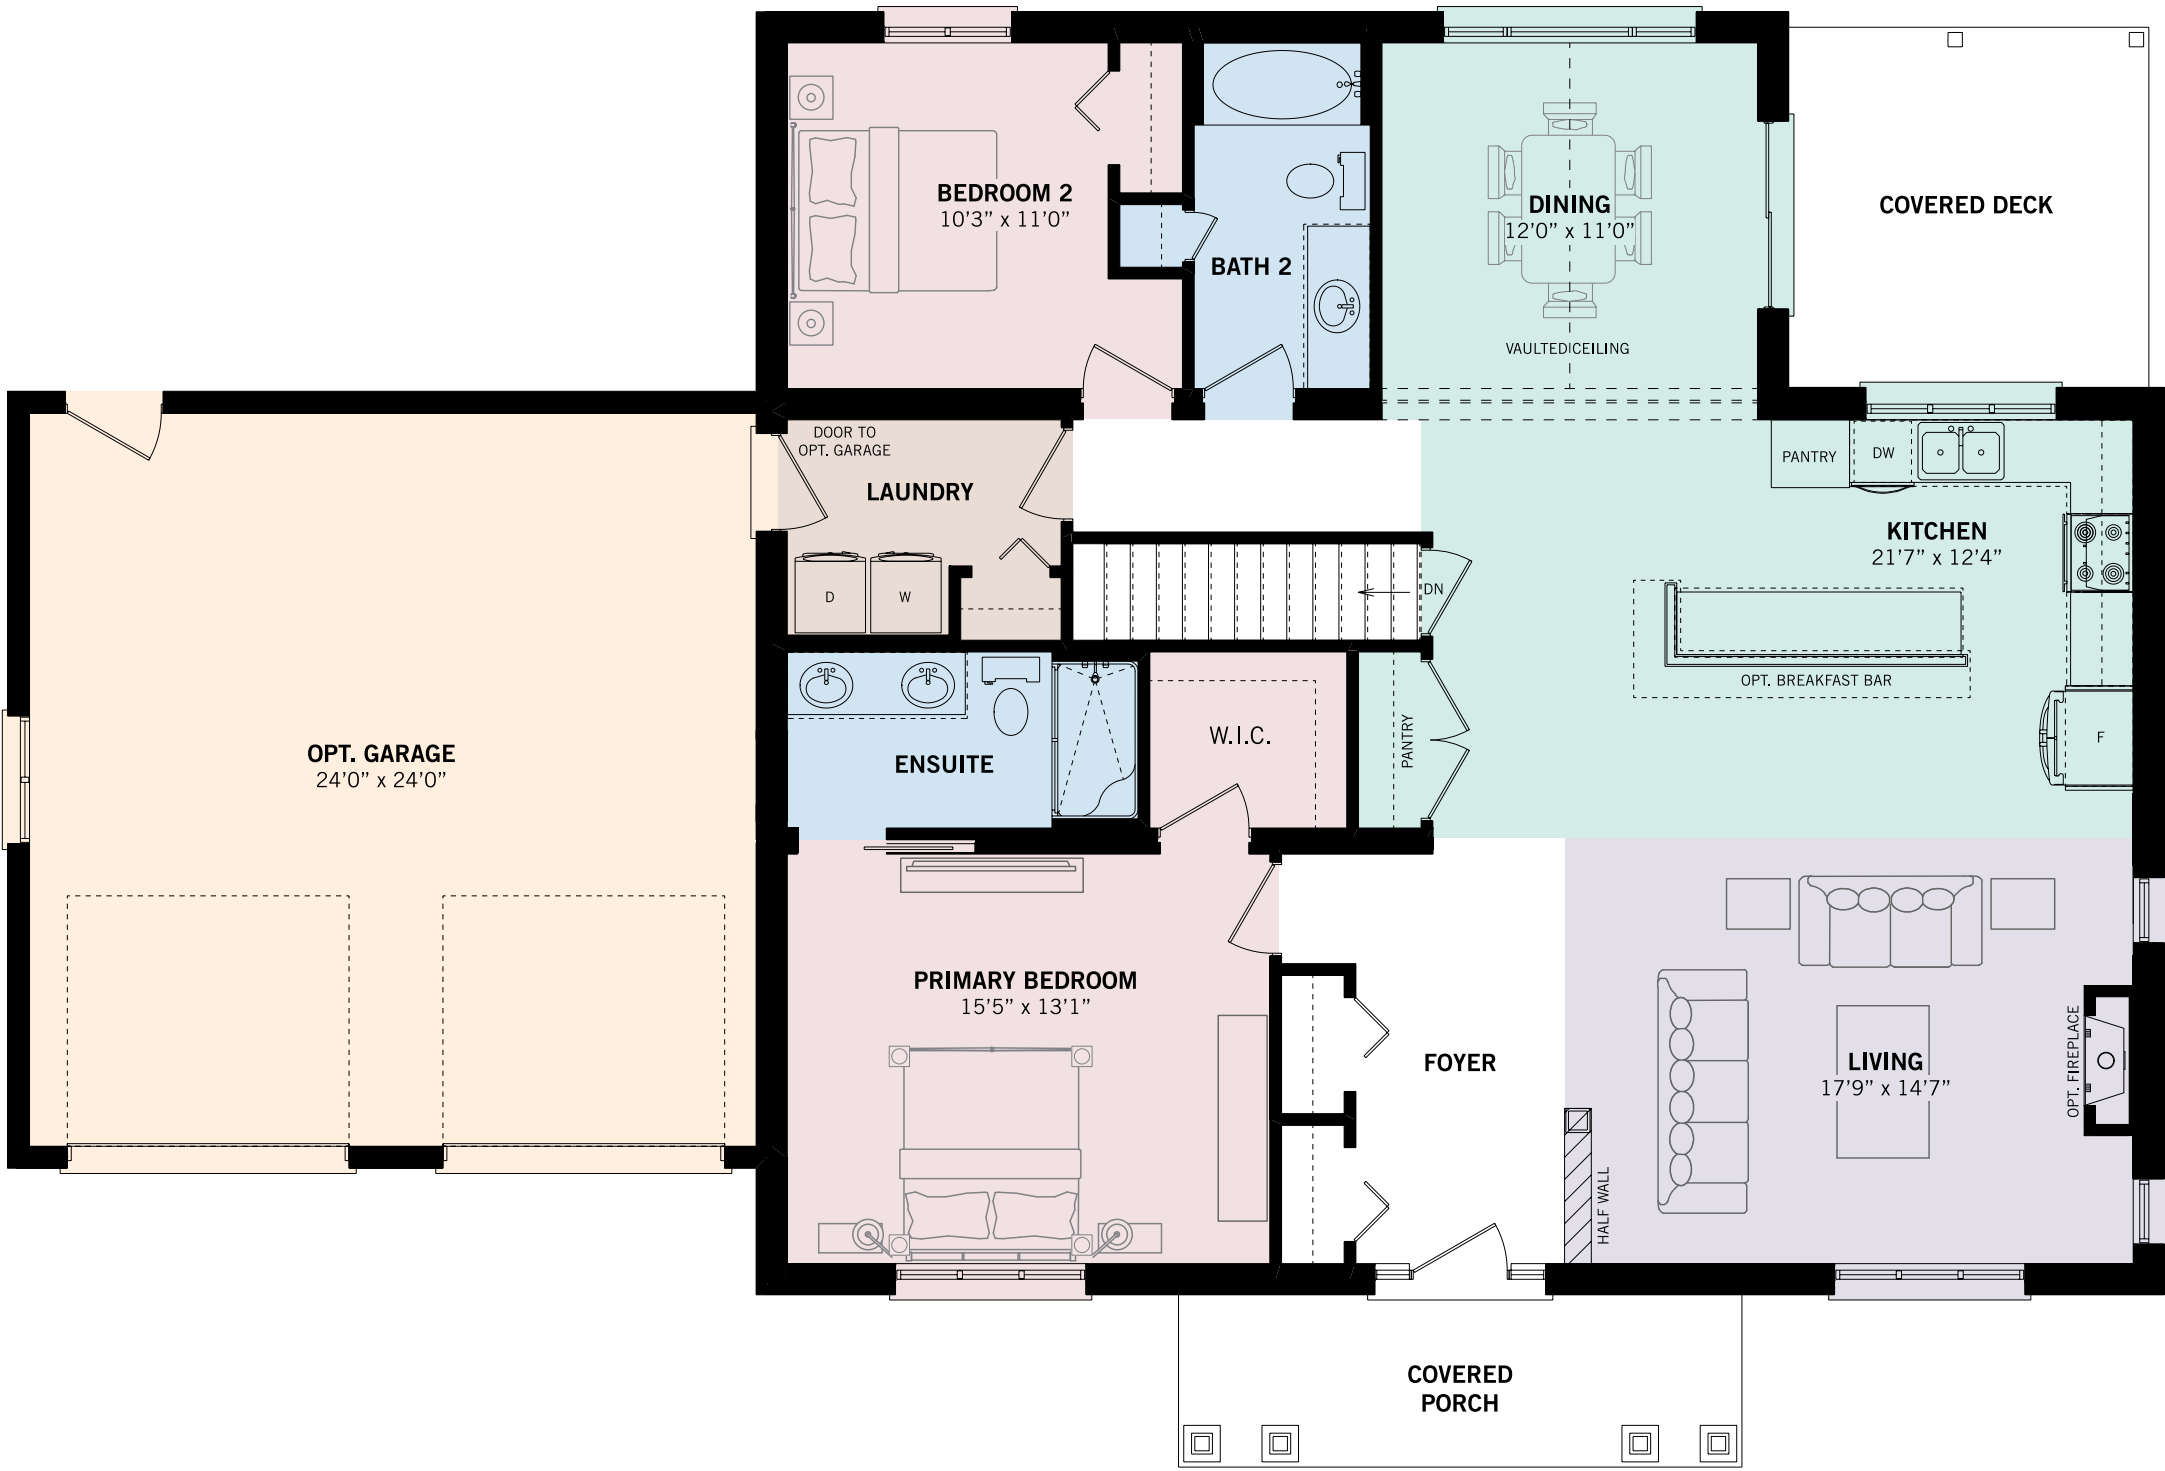 BEDROOM 2
10'3” x 11'0”
BATH 2
DINING
12'0” x 11'0”
VAULTED CEILING
COVERED DECK
DOOR TO
OPT. GARAGE
LAUNDRY
D
W
DN
PANTRY
DW
KITCHEN
21'7” x 12'4”
OPT. BREAKFAST BAR
F
OPT. GARAGE
24'0” x 24'0”
ENSUITE
W.I.C.
PANTRY
PRIMARY BEDROOM
15'5” x 13'1”
FOYER
HALF WALL
LIVING
17'9” x 14'7”
OPT. FIREPLACE
COVERED
PORCH